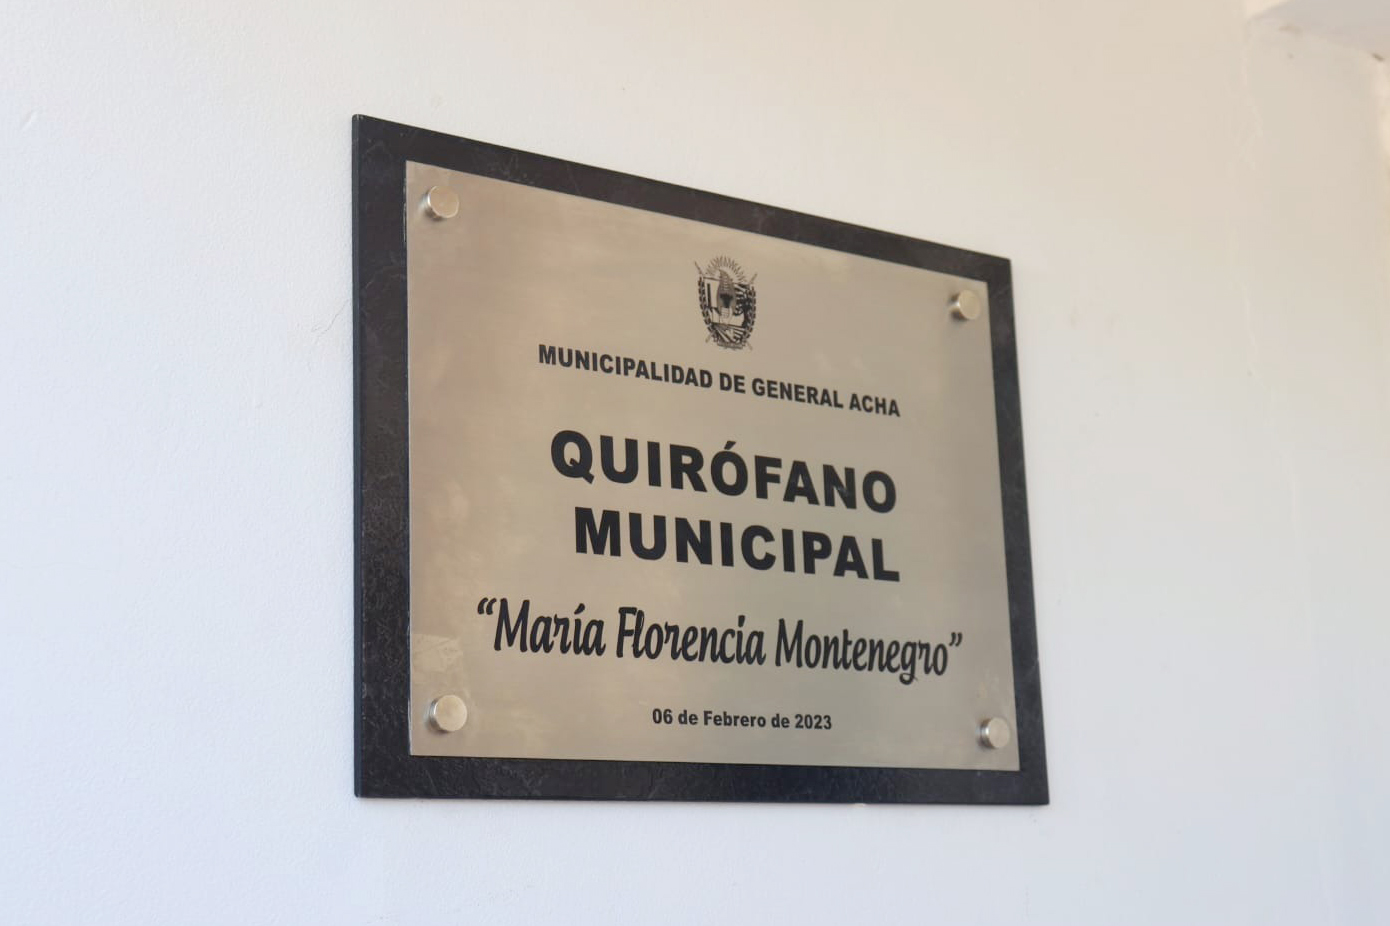 MUNICIPALIDAD DE GENERAL ACHA
QUIRÓFANO
MUNICIPAL
“María Florencia Montenegro”
06 de Febrero de 2023